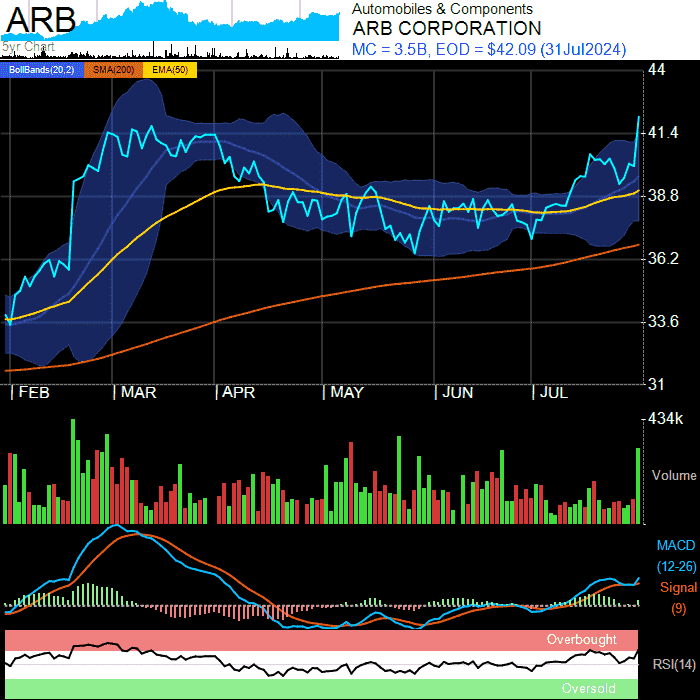 ARB
5yr Chart
Automobiles & Components
ARB CORPORATION
MC = 3.5B, EOD = $42.09 (31Jul2024)
BollBands(20,2) SMA(200) EMA(50)
44
41.4
38.8
36.2
33.6
31
FEB MAR APR MAY JUN JUL
434k
Volume
MACD
(12-26)
Signal
(9)
Overbought
RSI(14)
Oversold